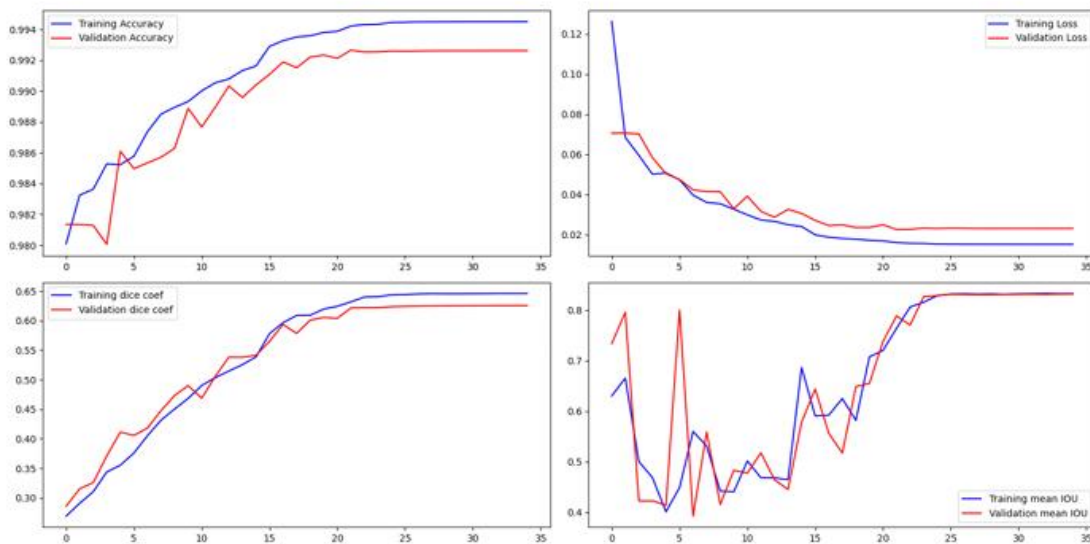 Training Accuracy
Validation Accuracy
0.994
0.992
0.990
0.988
0.986
0.984
0.982
0.980
0 5 10 15 20 25 30 35
Training Loss
Validation Loss
0.12
0.10
0.08
0.06
0.04
0.02
0 5 10 15 20 25 30 35
Training dice coef
Validation dice coef
0.65
0.60
0.55
0.50
0.45
0.40
0.35
0.30
0 5 10 15 20 25 30 35
0.8
0.7
0.6
0.5
0.4
Training mean IOU
Validation mean IOU
0 5 10 15 20 25 30 35